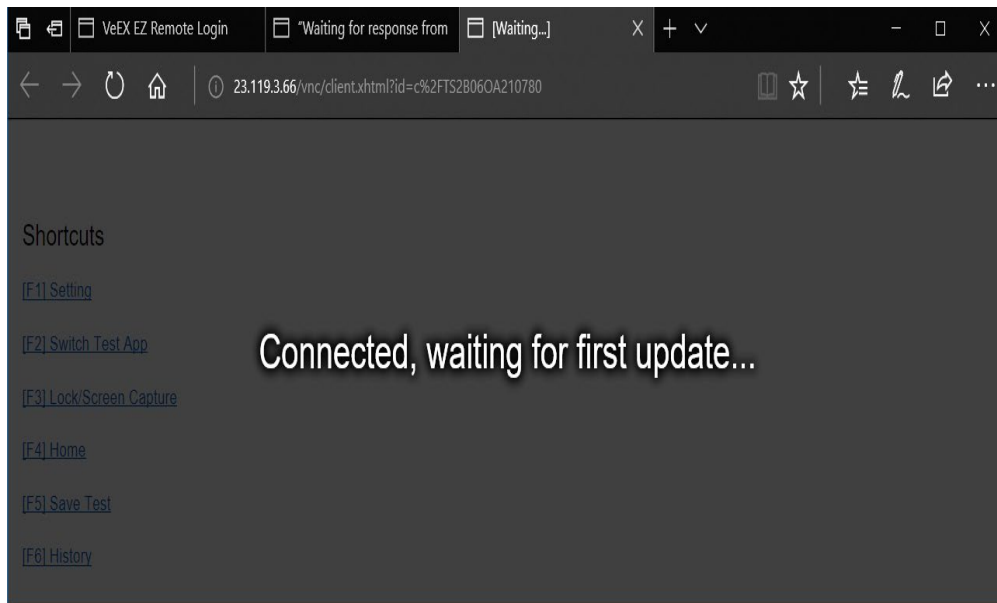 VeEX EZ Remote Login
"Waiting for response from
[Waiting...]
23.119.3.66/vnc/client.xhtml?id=c%2FTS2B06OA210780
Shortcuts
[F1] Setting
[F2] Switch Test App
Connected, waiting for first update...
[F3] Lock/Screen Capture
[F4] Home
[F5] Save Test
[F6] History